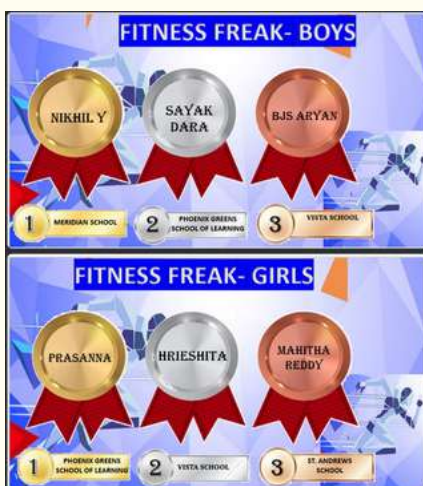 FITNESS FREAK- BOYS
NIKHIL Y
SAYAK
DARA
BJS ARYAN
1
MERIDIAN SCHOOL
2
PHOENIX GREENS
SCHOOL OF LEARNING
3
VISTA SCHOOL
FITNESS FREAK- GIRLS
PRASANNA
HRIESHITA
MAHITHA
REDDY
1
PHOENIX GREENS
SCHOOL OF LEARNING
2
VISTA SCHOOL
3
ST. ANDREWS
SCHOOL